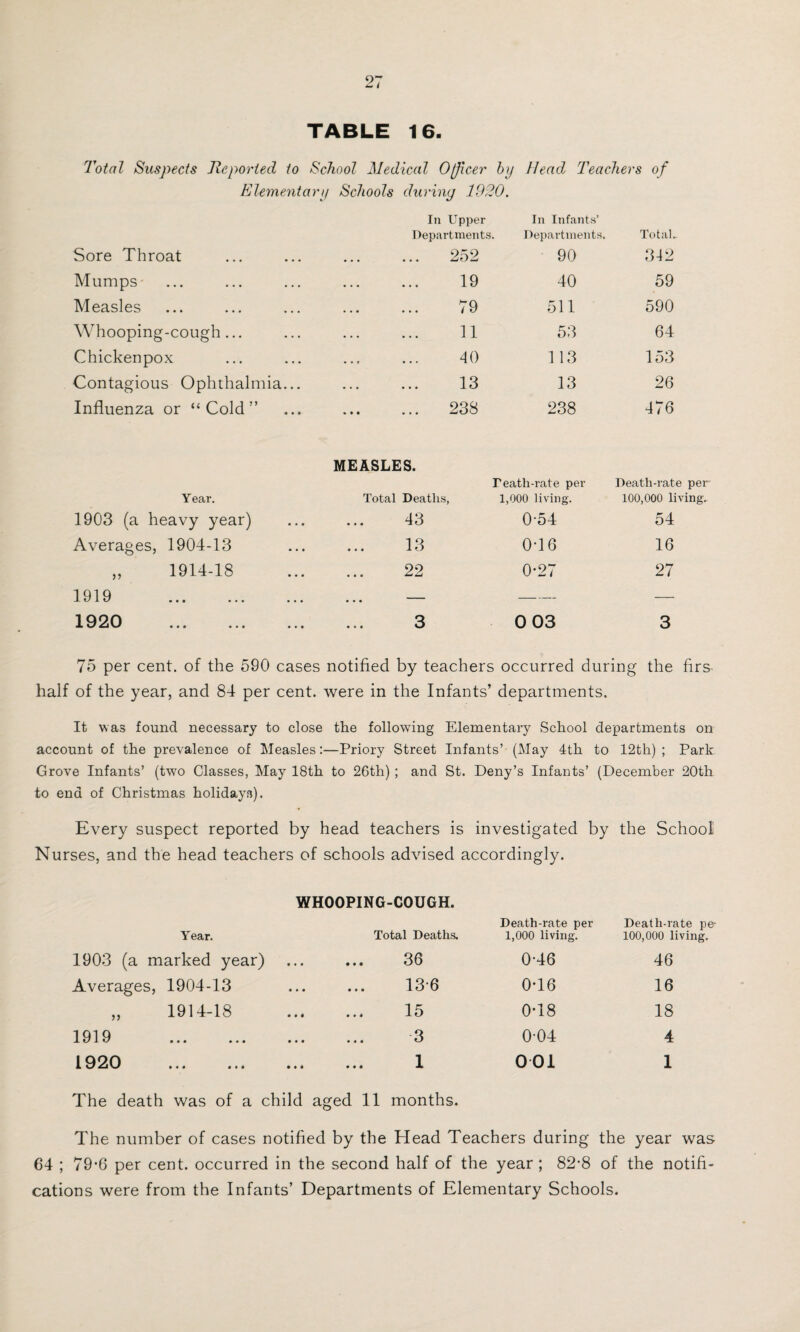 27
TABLE 16.
Total Suspects Reported to School Medical Officer by Head Teachers of
Elementary Schools during 1920.
In Upper Departments. In Infants' Departments. Total.
Sore Throat ... ... ... ... 252 90 342
Mumps ... ... ... ... ... 19 40 59
Measles ... ... ... ... ... 79 511 590
Whooping-cough ... ... ... ... 11 53 64
Chickenpox ... ... ... ... 40 113 153
Contagious Ophthalmia... ... ... 13 13 26
Influenza or “Cold” ... ... ... 238 238 476
MEASLES.
Year. Total Deaths, Death-rate per 1,000 living. Death-rate per 100,000 living.
1903 (a heavy year) ... ... 43 0·54 54
Averages, 1904-13 ... ... 13 0·16 16
„ 1914-18 ... ... 22 0·27 27
1919 ... ... ... ... — — —
1920 ... ... ... ... 3 0 03 3
75 per cent. of the 590 cases notified by teachers occurred during the firs
half of the year, and 84 per cent. were in the Infants' departments.
It was found necessary to close the following Elementary School departments on
account of the prevalence of Measles:—Priory Street Infants' (May 4th to 12th) ; Park
Grove Infants' (two Classes, May 18th to 26th) ; and St. Deny's Infants' (December 20th
to end of Christmas holidays).
Every suspect reported by head teachers is investigated by the School
Nurses, and the head teachers of schools advised accordingly.
WHOOPING-COUGH.
Year. Total Deaths. Death-rate per 1,000 living. Death-rate pe 100,000 living.
1903 (a marked year) ... ... 36 0·46 46
Averages, 1904-13 ... ... 13·6 0·16 16
„ 1914-18 ... ... 15 0·18 18
1919 ... ... ... ... 3 0·04 4
1920 ... ... ... ... 1 0 01 1
The death was of a child aged 11 months.
The number of cases notified by the Head Teachers during the year was
64 ; 79·6 per cent. occurred in the second half of the year ; 82·8 of the notifi-
cations were from the Infants' Departments of Elementary Schools.